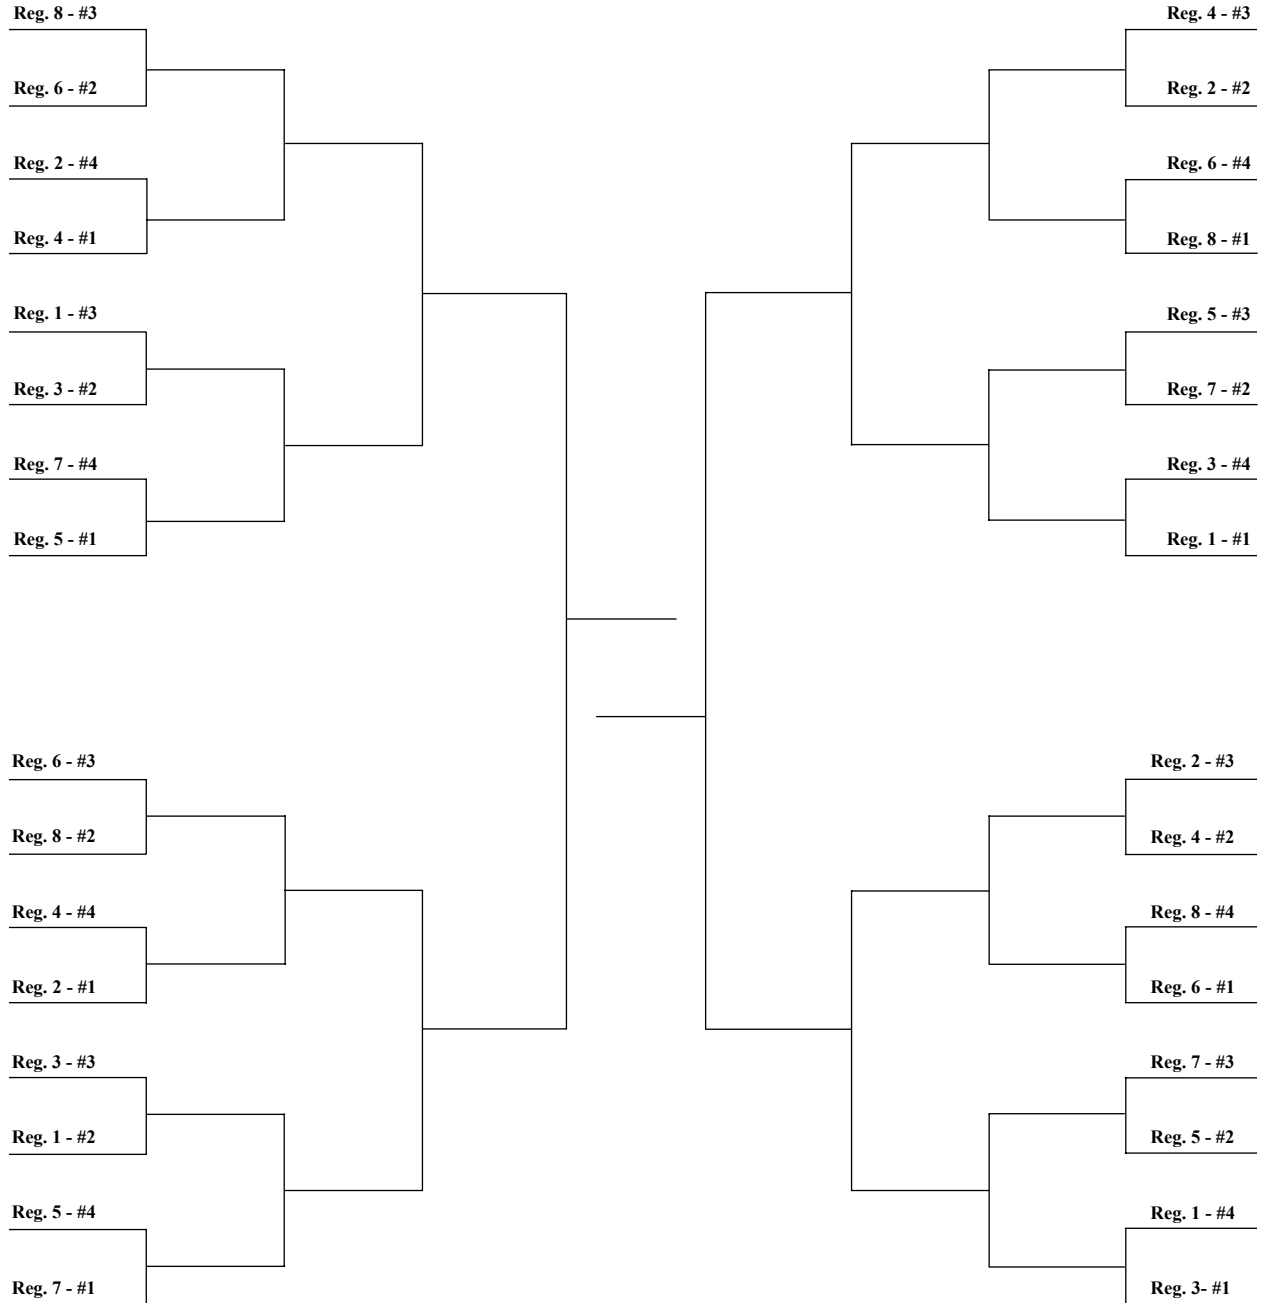 Reg. 8 - #3
Reg. 6 - #2
Reg. 2 - #4
Reg. 4 - #1
Reg. 1 - #3
Reg. 3 - #2
Reg. 7 - #4
Reg. 5 - #1
Reg. 6 - #3
Reg. 8 - #2
Reg. 4 - #4
Reg. 2 - #1
Reg. 3 - #3
Reg. 1 - #2
Reg. 5 - #4
Reg. 7 - #1
Reg. 4 - #3
Reg. 2 - #2
Reg. 6 - #4
Reg. 8 - #1
Reg. 5 - #3
Reg. 7 - #2
Reg. 3 - #4
Reg. 1 - #1
Reg. 2 - #3
Reg. 4 - #2
Reg. 8 - #4
Reg. 6 - #1
Reg. 7 - #3
Reg. 5 - #2
Reg. 1 - #4
Reg. 3- #1